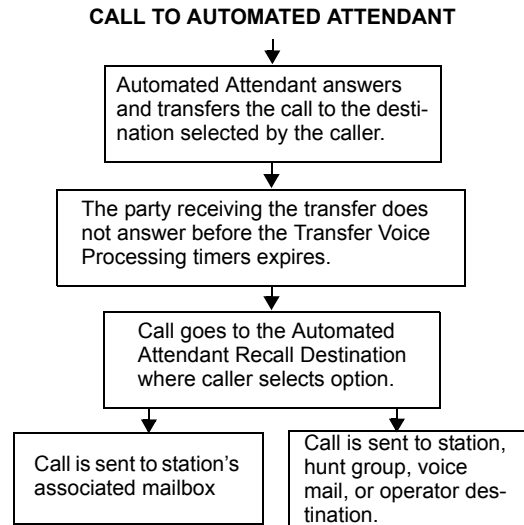 CALL TO AUTOMATED ATTENDANT
Automated Attendant answers
and transfers the call to the desti-
nation selected by the caller.
The party receiving the transfer does
not answer before the Transfer Voice
Processing timers expires.
Call goes to the Automated
Attendant Recall Destination
where caller selects option.
Call is sent to station's
associated mailbox
Call is sent to station,
hunt group, voice
mail, or operator des-
tination.